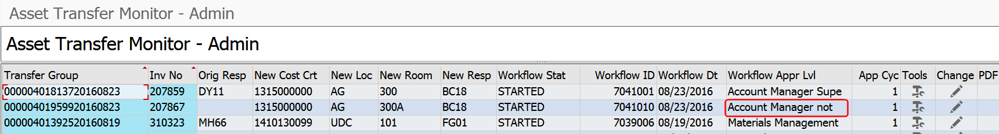 Asset Transfer Monitor - Admin
Asset Transfer Monitor - Admin
Transfer Group Inv No Orig Resp New Cost Crt New Loc New Room New Resp Workflow Stat Workflow ID Workflow Dt Workflow Appr Lvl App Cyc Tools Change PDF
00000401813720160823 207859 DY11 1315000000 AG 300 BC18 STARTED 7041001 08/23/2016 Account Manager Supe 1
00000401959920160823 207867 1315000000 AG 300A BC18 STARTED 7041010 08/23/2016 Account Manager not 1
00000401392520160819 310323 MH66 1410130099 UDC 101 FG01 STARTED 7039006 08/19/2016 Materials Management 1